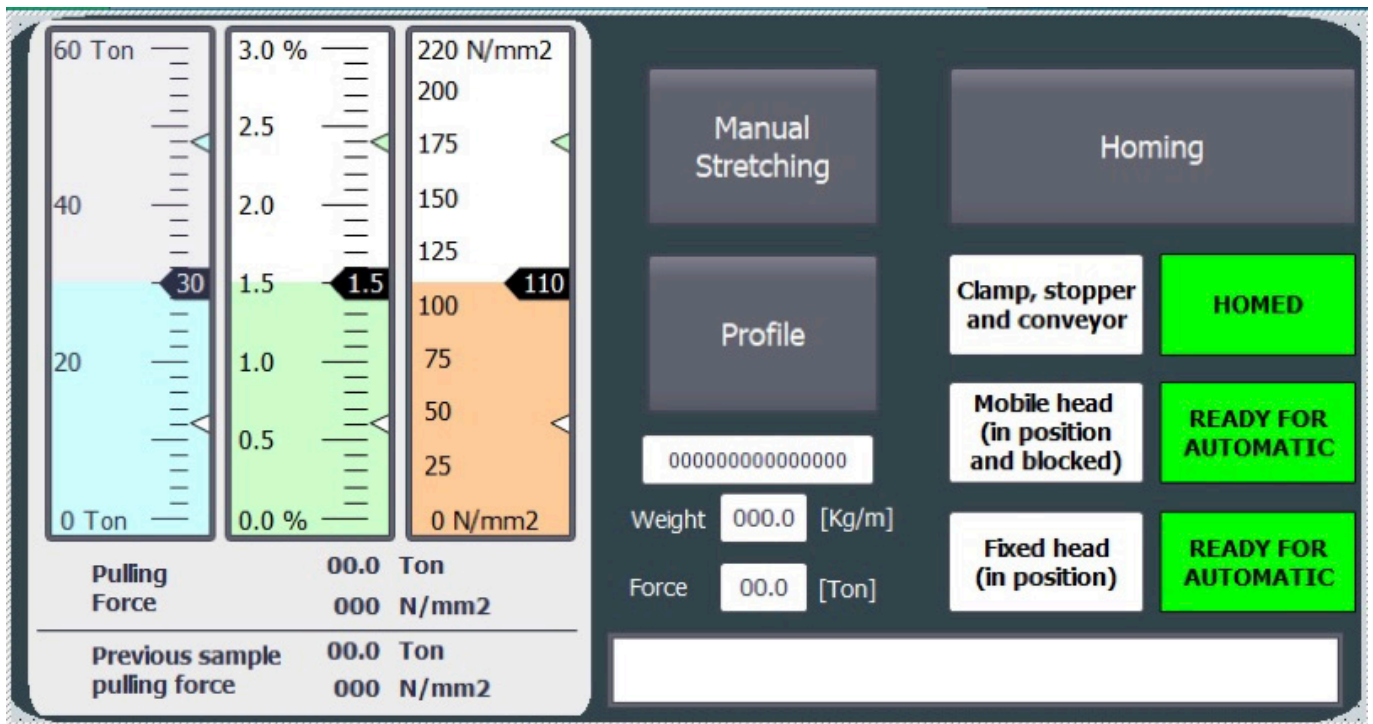 60 Ton
40
30
20
0 Ton
3.0 %
2.5
2.0
1.5
1.5
1.0
0.5
0.0 %
220 N/mm2
200
175
150
125
110
100
75
50
25
0 N/mm2
Pulling
Force
00.0 Ton
000 N/mm2
Previous sample
pulling force
00.0 Ton
000 N/mm2
Manual
Stretching
Profile
000000000000000
Weight 000.0 [Kg/m]
Force 00.0 [Ton]
Homing
Clamp, stopper
and conveyor
HOMED
Mobile head
(in position
and blocked)
READY FOR
AUTOMATIC
Fixed head
(in position)
READY FOR
AUTOMATIC